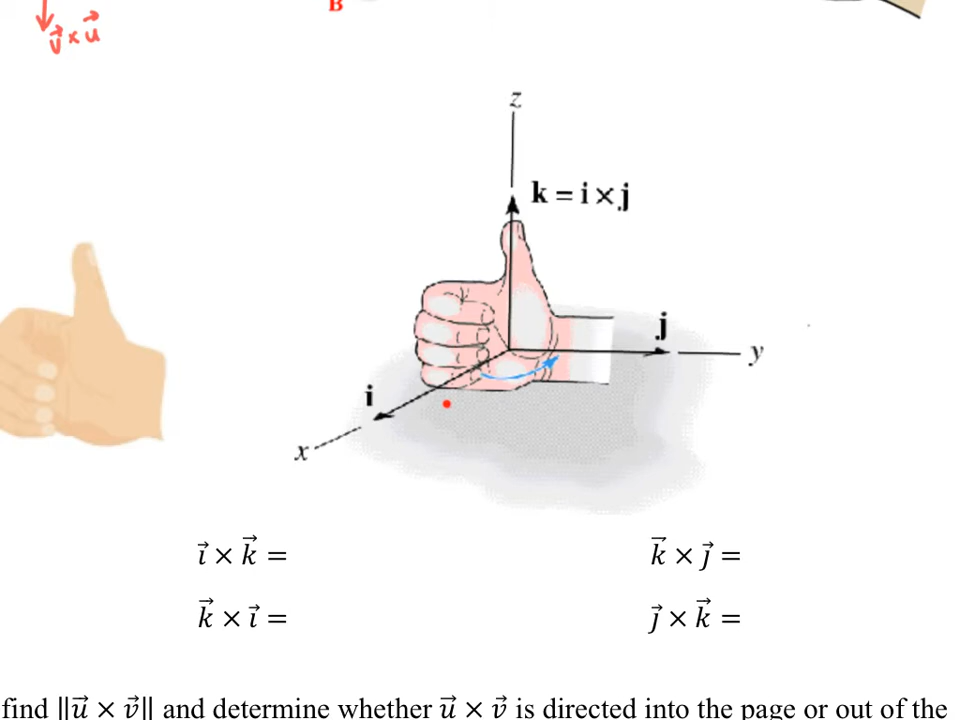 B
v⃗ × u⃗
z
k = i × j
j
y
i
x
i⃗ × k⃗ =
k⃗ × j⃗ =
k⃗ × i⃗ =
j⃗ × k⃗ =
find ‖u⃗ × v⃗‖ and determine whether u⃗ × v⃗ is directed into the page or out of the